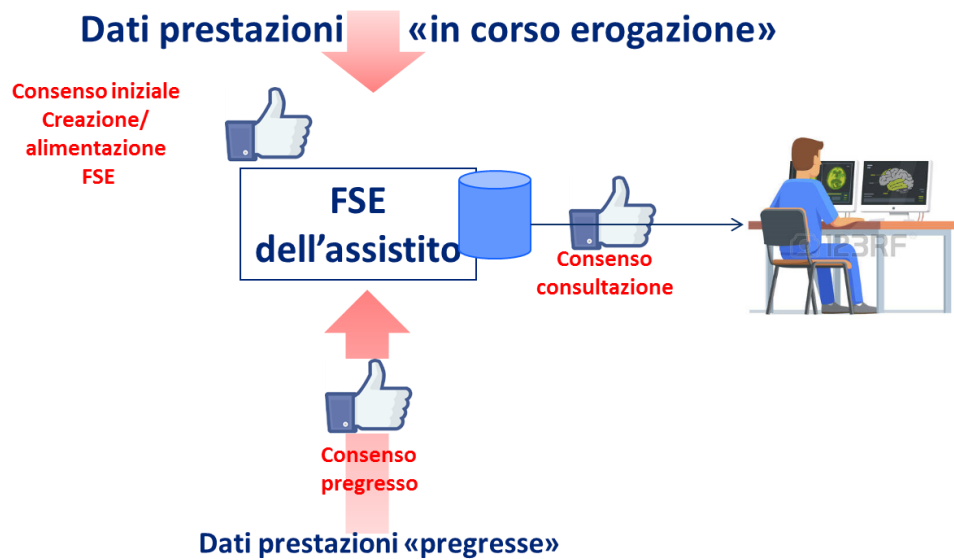 Dati prestazioni «in corso erogazione»
Consenso iniziale
Creazione/
alimentazione
FSE
FSE
dell’assistito
Consenso
consultazione
123RF®
Consenso
pregresso
Dati prestazioni «pregresse»